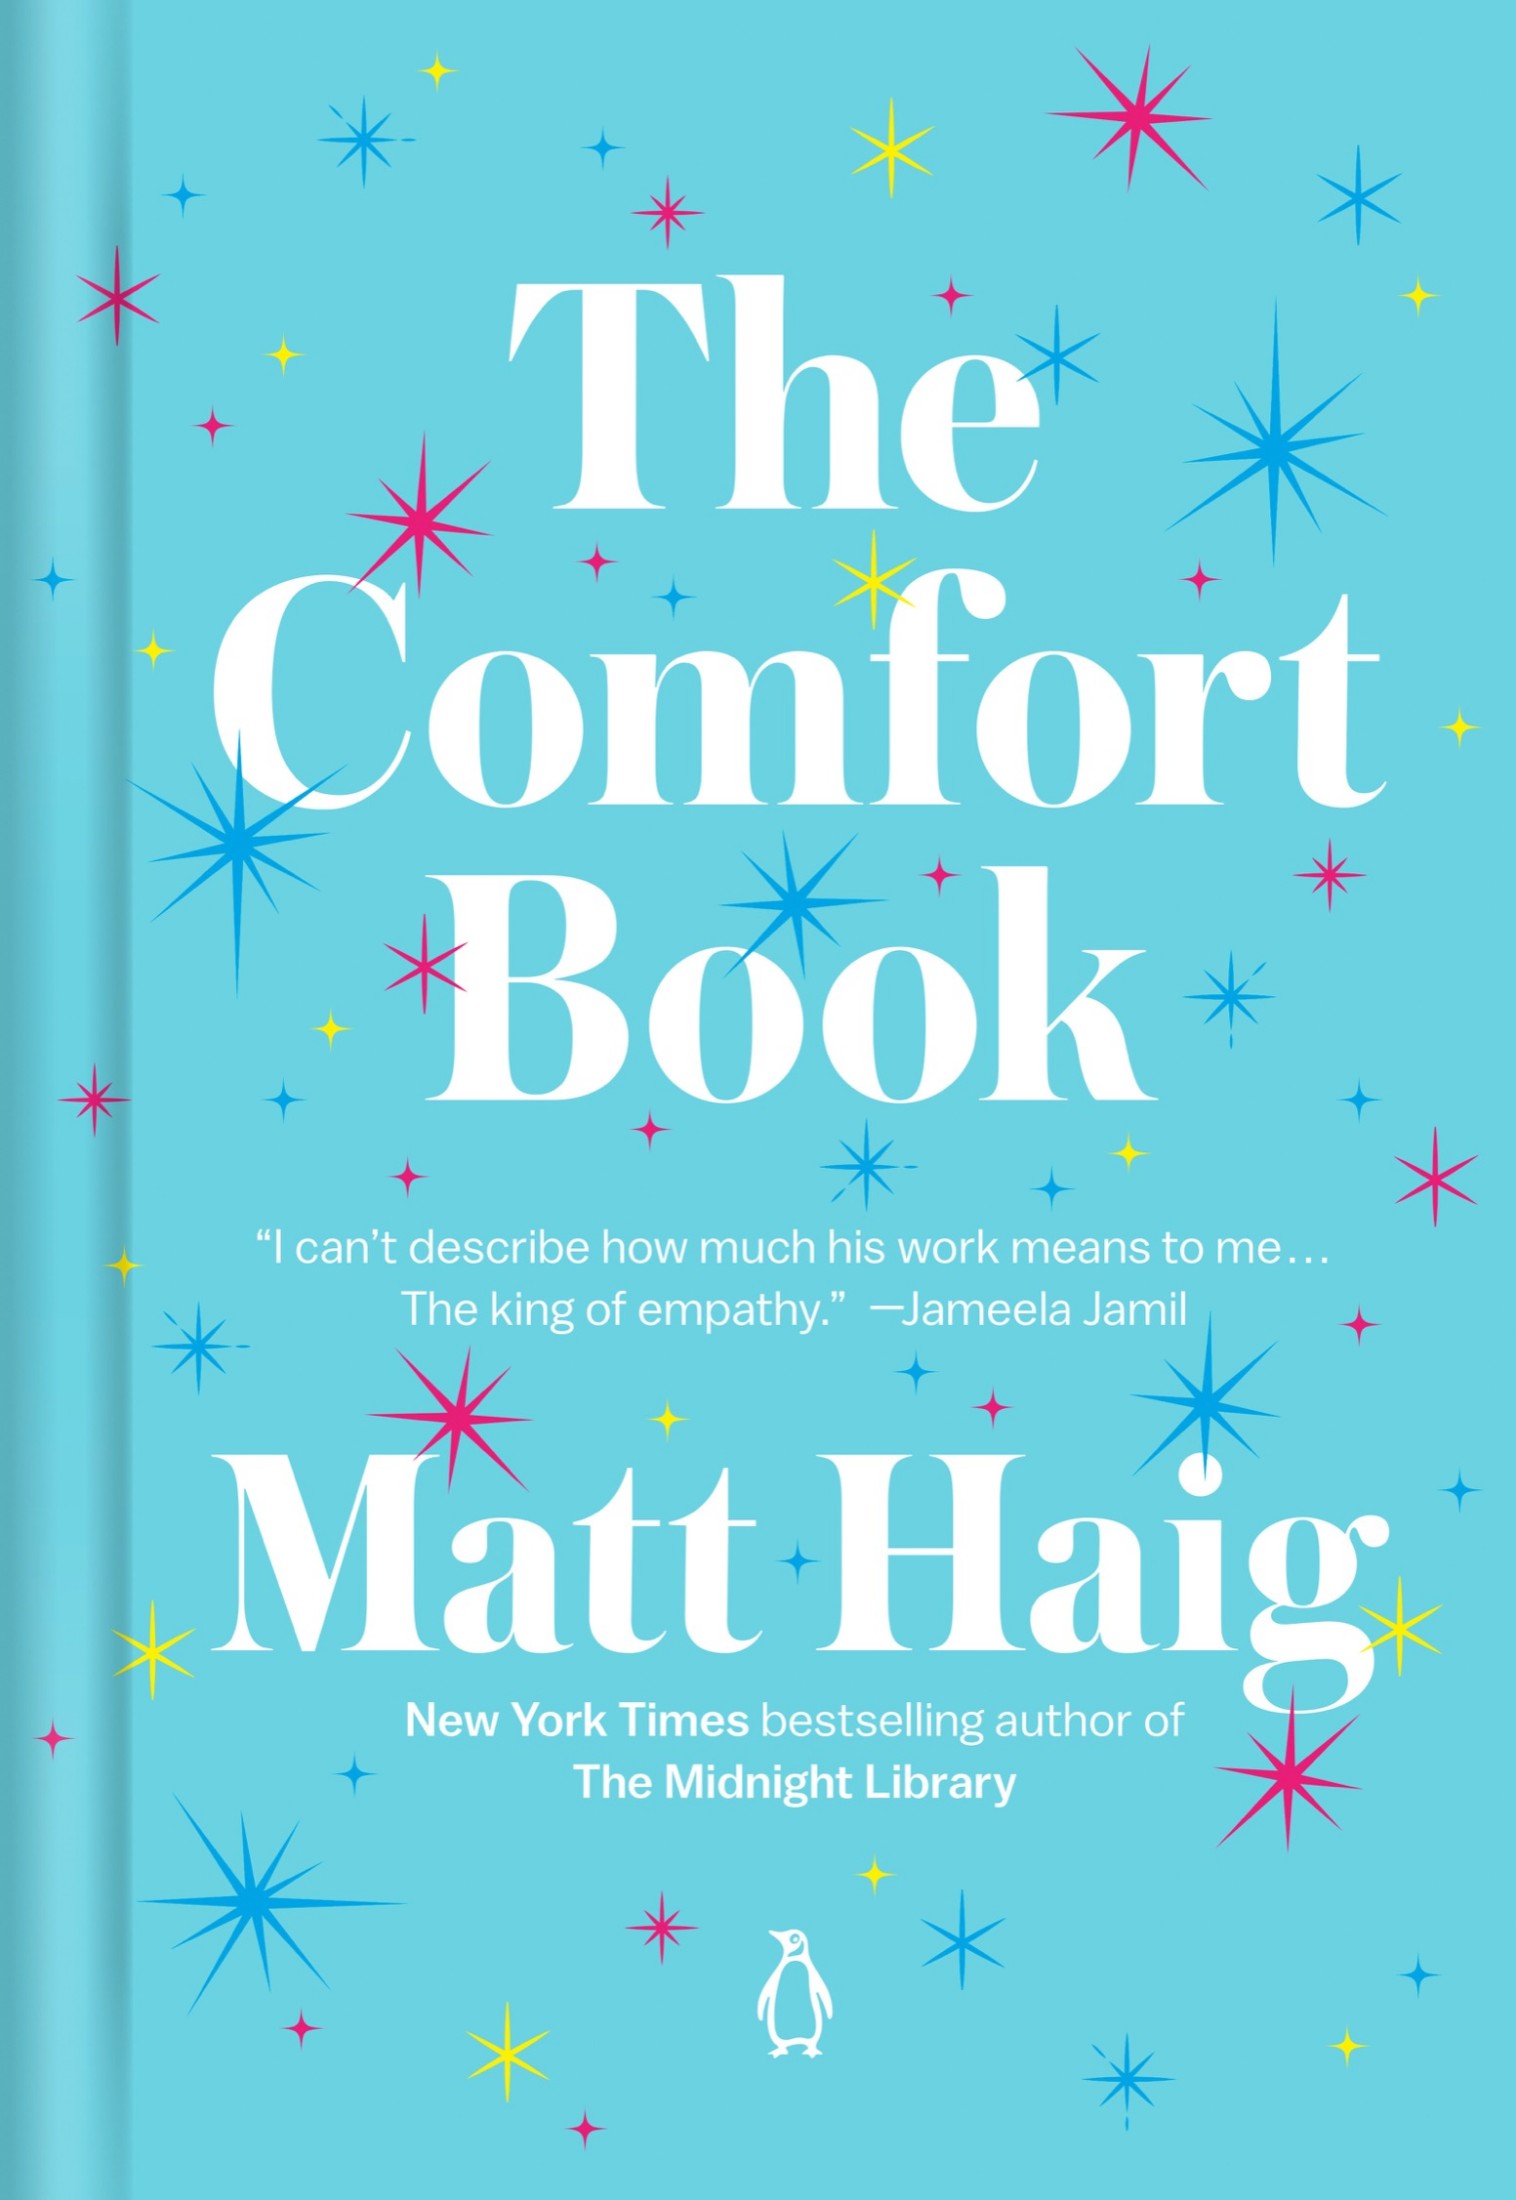 The
Comfort
Book
“I can’t describe how much his work means to me…
The king of empathy.” —Jameela Jamil
Matt Haig
New York Times bestselling author of
The Midnight Library